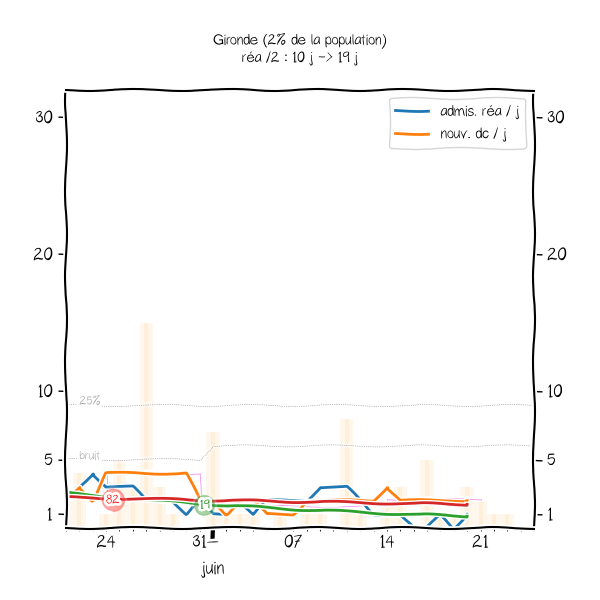 Gironde (2% de la population)
réa /2 : 10 j -> 19 j
admis. réa / j
nouv. dc / j
30 30
20 20
10 10
25%
5 bruit 5
82 19
1 1
24 31 07 14 21
juin